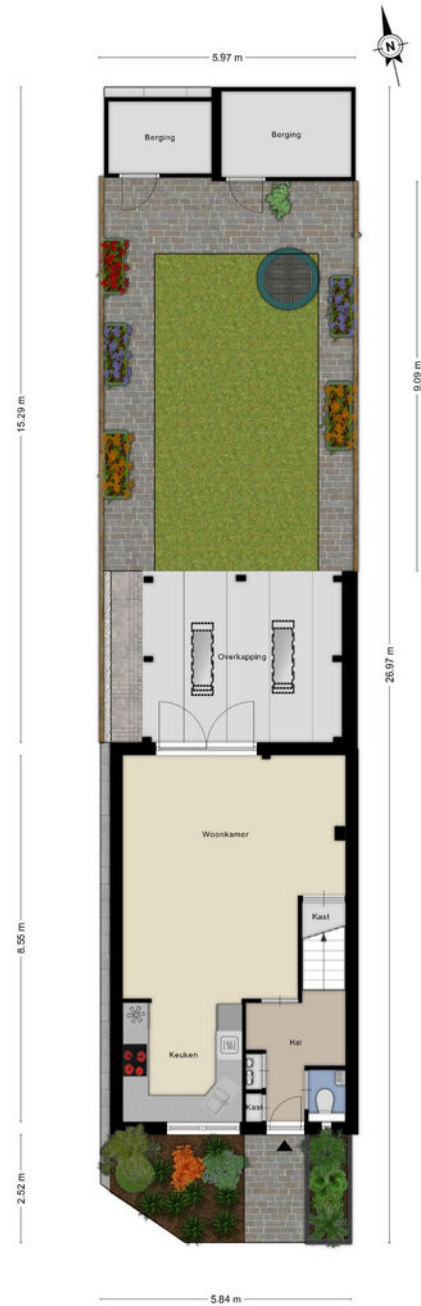 5.97 m
N
Berging
Berging
15.29 m
9.09 m
Overkapping
26.97 m
Woonkamer
Kast
8.55 m
Keuken
Hal
Kast
2.52 m
5.84 m